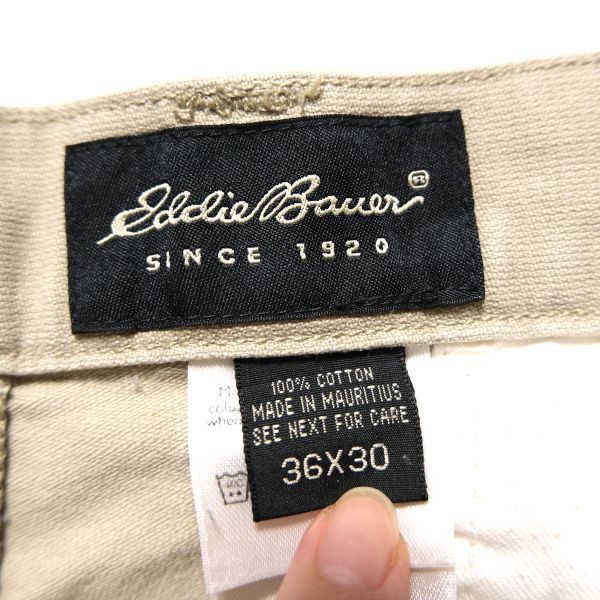 Eddie Bauer®
SINCE 1920
100% COTTON
MADE IN MAURITIUS
SEE NEXT FOR CARE
36X30